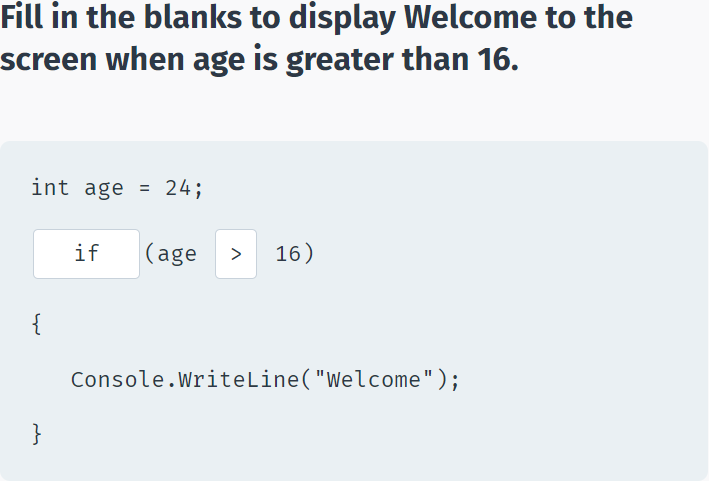 Fill in the blanks to display Welcome to the
screen when age is greater than 16.
int age = 24;
if (age > 16)
{
Console.WriteLine("Welcome");
}